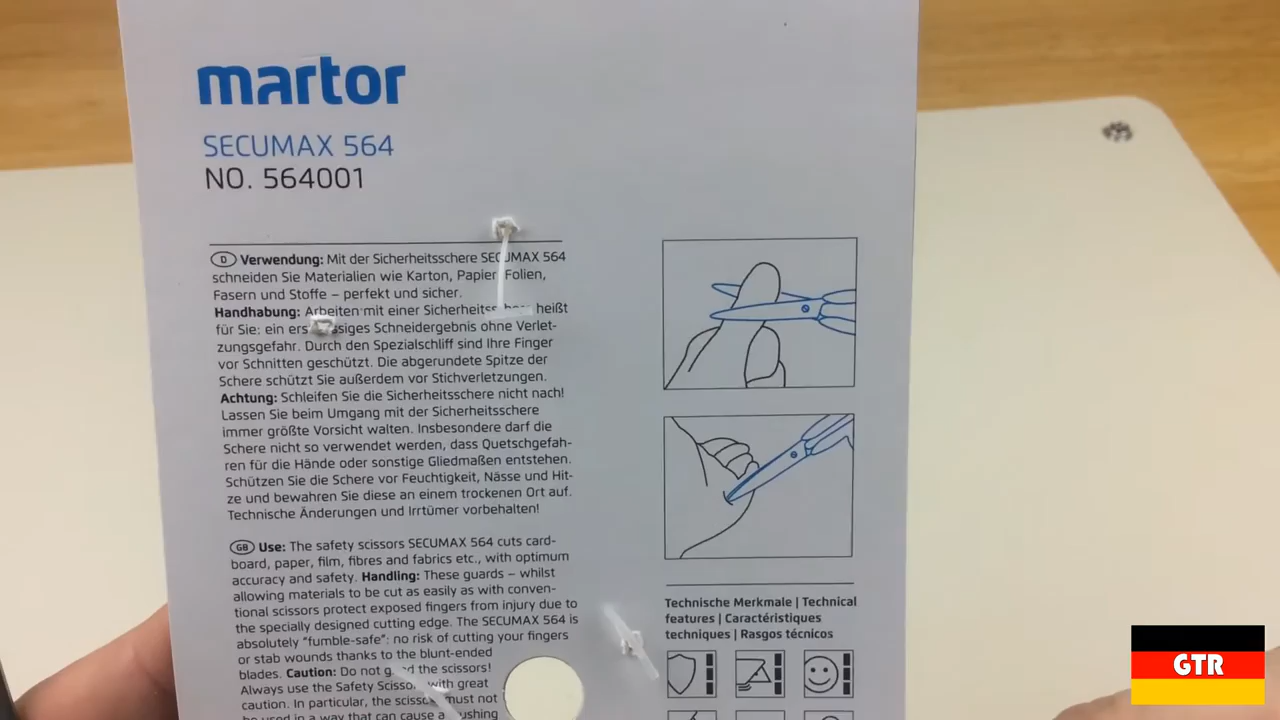 martor
SECUMAX 564
NO. 564001
D Verwendung: Mit der Sicherheitsschere SECUMAX 564
schneiden Sie Materialien wie Karton, Papier, Folien,
Fasern und Stoffe – perfekt und sicher.
Handhabung: Arbeiten mit einer heißt
für Sie: ein Schneidergebnis ohne Verlet-
zungsgefahr. Durch den Spezialschliff sind Ihre Finger
vor Schnitten geschützt. Die abgerundete Spitze der
Schere schützt Sie außerdem vor Stichverletzungen.
Achtung: Schleifen Sie die Sicherheitsschere nicht nach!
Lassen Sie beim Umgang mit der Sicherheitsschere
immer größte Vorsicht walten. Insbesondere darf die
Schere nicht so verwendet werden, dass Quetschgefah-
ren für die Hände oder sonstige Gliedmaßen entstehen.
Schützen Sie die Schere vor Feuchtigkeit, Nässe und Hit-
ze und bewahren Sie diese an einem trockenen Ort auf.
Technische Änderungen und Irrtümer vorbehalten!
GB Use: The safety scissors SECUMAX 564 cuts card-
board, paper, film, fibres and fabrics etc., with optimum
accuracy and safety. Handling: These guards – whilst
allowing materials to be cut as easily as with conven-
tional scissors protect exposed fingers from injury due to
the specially designed cutting edge. The SECUMAX 564 is
absolutely "fumble-safe": no risk of cutting your fingers
or stab wounds thanks to the blunt-ended
blades. Caution: Do not the scissors!
Always use the Safety Scissors with great
caution. In particular, the scissors must not
be used in a way that can cause a
Technische Merkmale | Technical
features | Caractéristiques
techniques | Rasgos técnicos
GTR